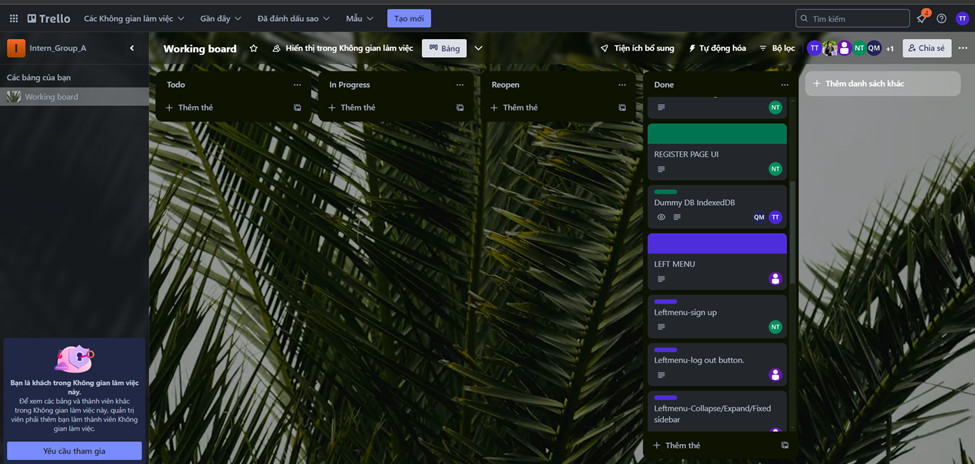 Trello
Các Không gian làm việc
Gần đây
Đã đánh dấu sao
Mẫu
Tạo mới
Tìm kiếm
4
TT
I
Intern_Group_A
Working board
Hiển thị trong Không gian làm việc
Bảng
Tiện ích bổ sung
Tự động hóa
Bộ lọc
TT
NT
QM
+1
Chia sẻ
Các bảng của bạn
Working board
Todo
Thêm thẻ
In Progress
Thêm thẻ
Reopen
Thêm thẻ
Done
NT
REGISTER PAGE UI
NT
Dummy DB IndexedDB
QM
TT
LEFT MENU
Leftmenu-sign up
NT
Leftmenu-log out button.
Leftmenu-Collapse/Expand/Fixed
sidebar
Thêm thẻ
Thêm danh sách khác
Bạn là khách trong Không gian làm việc
này.
Để xem các bảng và thành viên khác
trong Không gian làm việc này, quản trị
viên phải thêm bạn làm thành viên Không
gian làm việc.
Yêu cầu tham gia